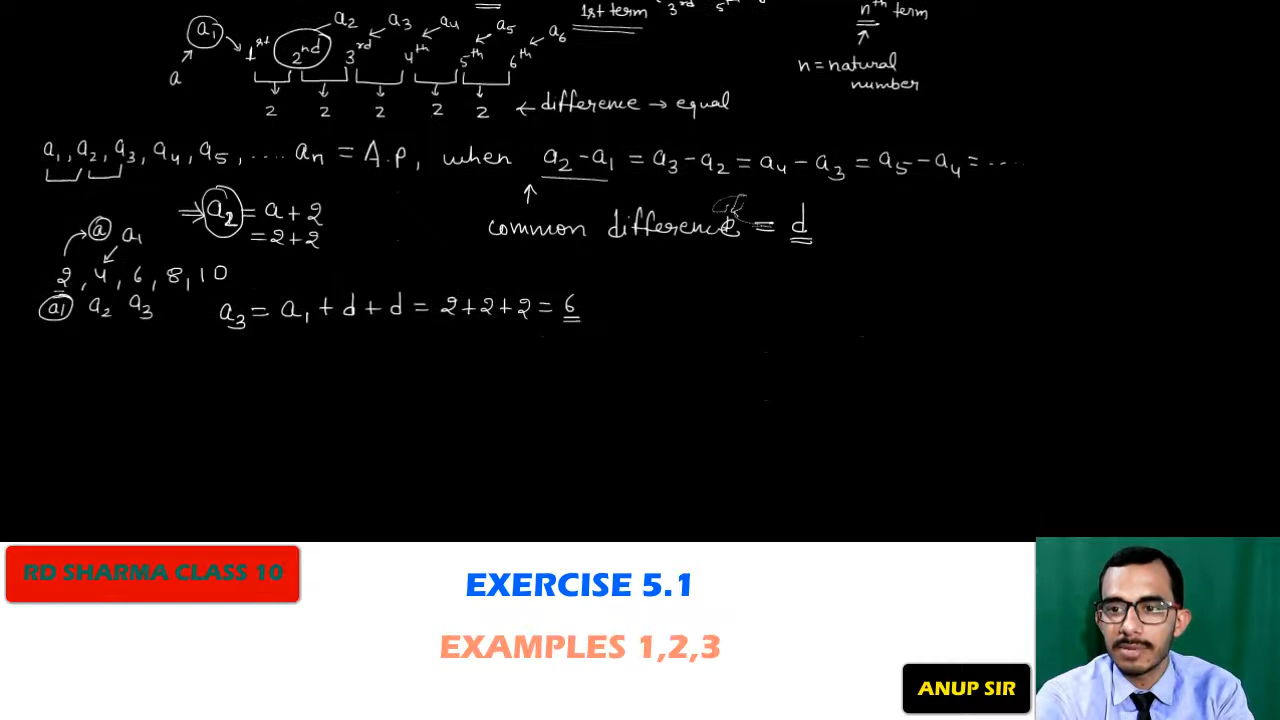 1st term 3rd 5th nth term
a1 a2 a3 a4 a5 a6
a 1st 2nd 3rd 4th 5th 6th
n = natural
number
2 2 2 2 2 ← difference → equal
a1, a2, a3, a4, a5, .... an = A.P, when a2 - a1 = a3 - a2 = a4 - a3 = a5 - a4 = .....
⇒ a2 = a + 2
= 2 + 2
common difference = d
a a1
2, 4, 6, 8, 10
a1 a2 a3
a3 = a1 + d + d = 2 + 2 + 2 = 6
RD SHARMA CLASS 10
EXERCISE 5.1
EXAMPLES 1,2,3
ANUP SIR